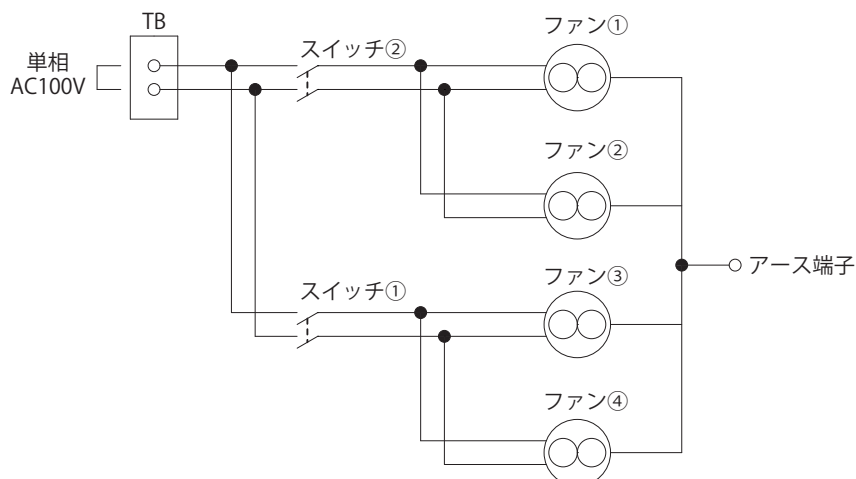 TB
単相
AC100V
スイッチ②
ファン①
ファン②
アース端子
スイッチ①
ファン③
ファン④